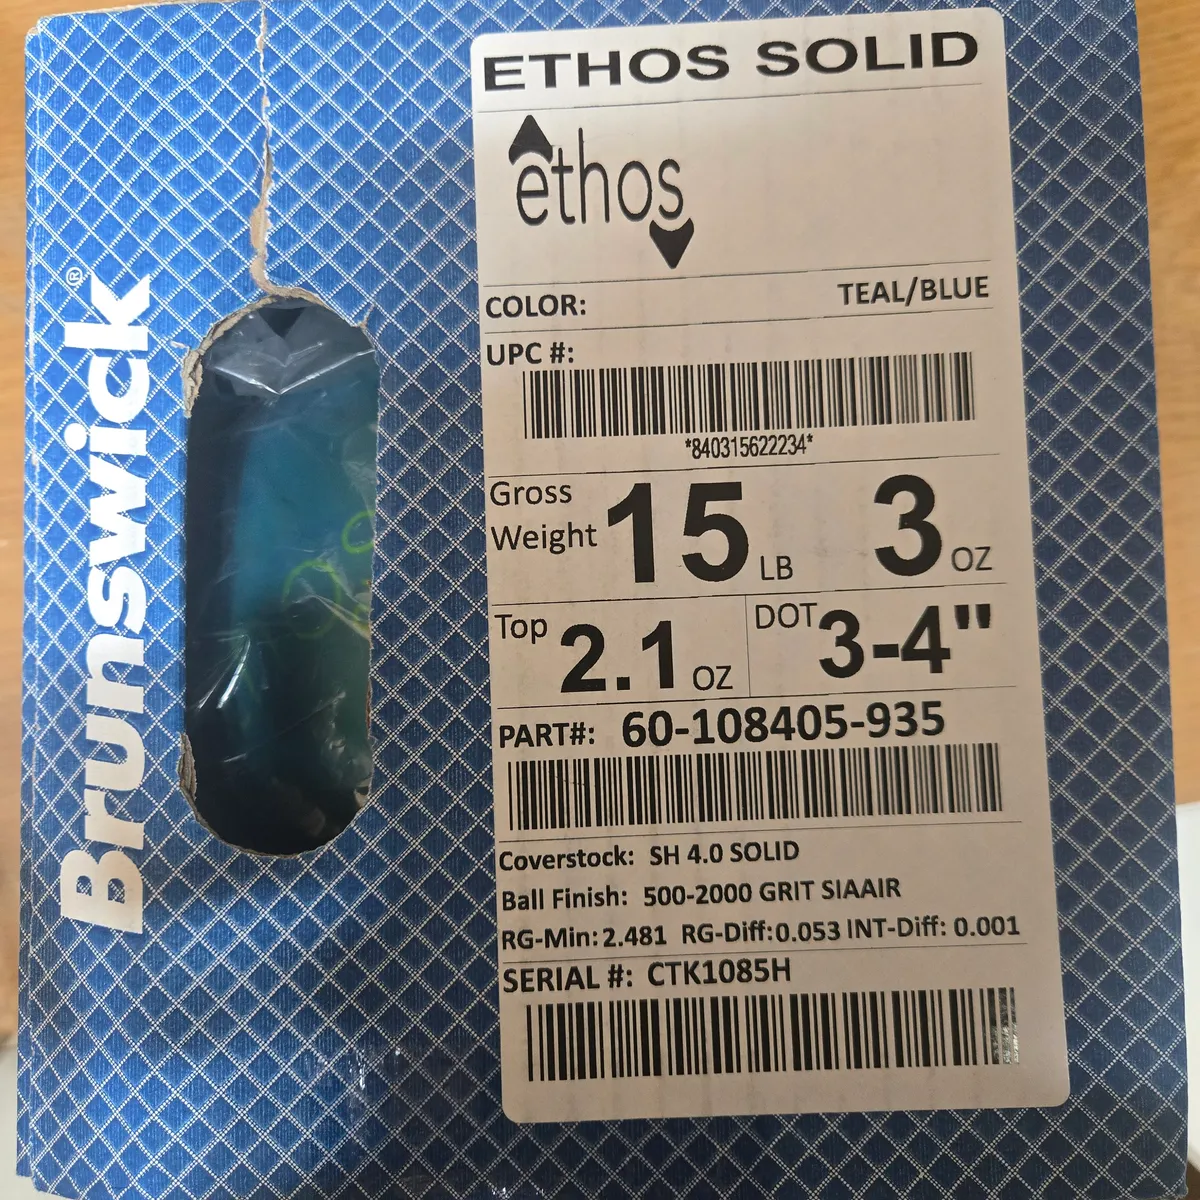 Brunswick®
ETHOS SOLID
ethos
COLOR: TEAL/BLUE
UPC #:
*840315622234*
Gross Weight 15 LB 3 OZ
Top 2.1 OZ DOT 3-4"
PART#: 60-108405-935
Coverstock: SH 4.0 SOLID
Ball Finish: 500-2000 GRIT SIAAIR
RG-Min: 2.481 RG-Diff: 0.053 INT-Diff: 0.001
SERIAL #: CTK1085H